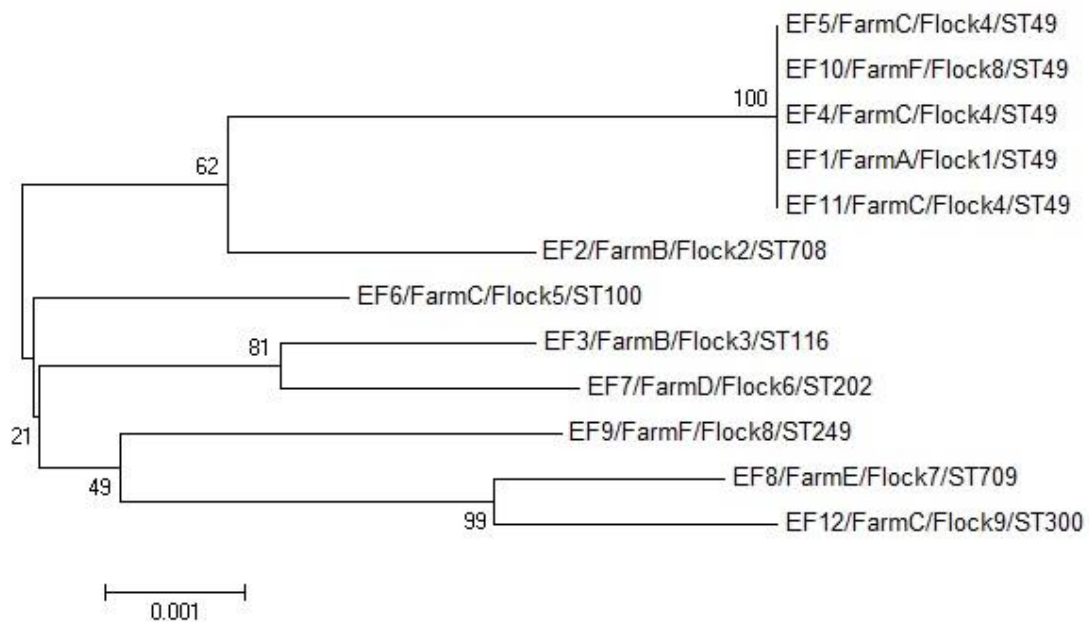 EF5/FarmC/Flock4/ST49
EF10/FarmF/Flock8/ST49
100
EF4/FarmC/Flock4/ST49
EF1/FarmA/Flock1/ST49
62
EF11/FarmC/Flock4/ST49
EF2/FarmB/Flock2/ST708
EF6/FarmC/Flock5/ST100
81
EF3/FarmB/Flock3/ST116
EF7/FarmD/Flock6/ST202
21
EF9/FarmF/Flock8/ST249
49
EF8/FarmE/Flock7/ST709
99
EF12/FarmC/Flock9/ST300
0.001